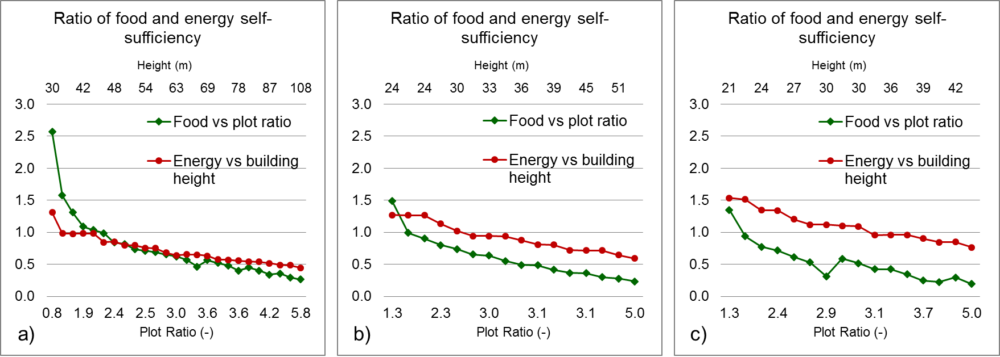 Ratio of food and energy self-
sufficiency
Height (m)
30 42 48 54 63 69 78 87 108
3.0
Food vs plot ratio
2.5
Energy vs building
height
2.0
1.5
1.0
0.5
0.0
0.8 1.9 2.4 2.5 3.0 3.6 3.6 4.2 5.8
Plot Ratio (-)
a)
Ratio of food and energy self-
sufficiency
Height (m)
24 24 30 33 36 39 45 51
3.0
Food vs plot ratio
2.5
Energy vs building
height
2.0
1.5
1.0
0.5
0.0
1.3 2.3 3.0 3.1 3.1 5.0
Plot Ratio (-)
b)
Ratio of food and energy self-
sufficiency
Height (m)
21 24 27 30 30 36 39 42
3.0
Food vs plot ratio
2.5
Energy vs building
height
2.0
1.5
1.0
0.5
0.0
1.3 2.4 2.9 3.1 3.7 5.0
Plot Ratio (-)
c)